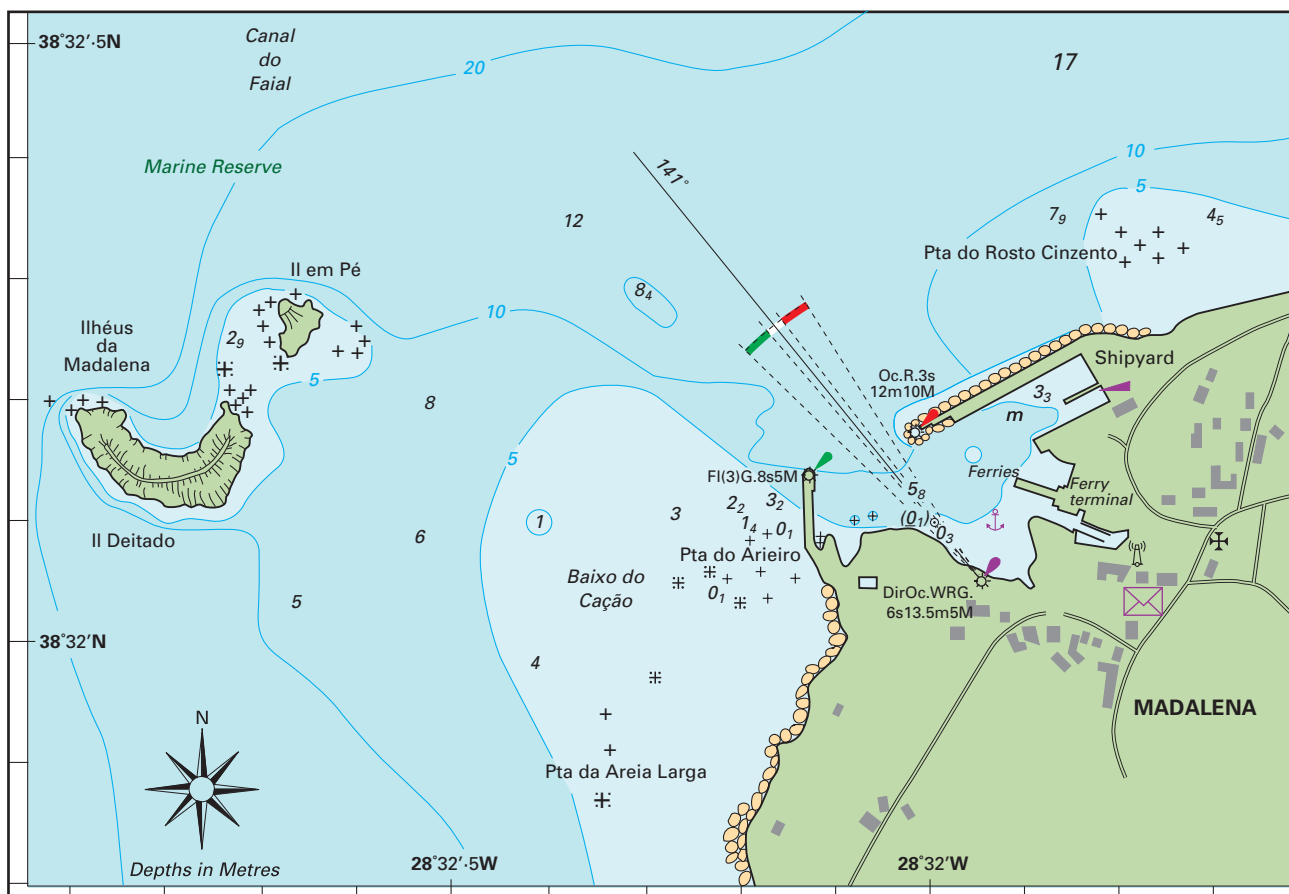 38°32'·5N
Canal
do
Faial
20
17
Marine Reserve
141°
10
5
12
7₉
4₅
Pta do Rosto Cinzento
Il em Pé
8₄
Ilhéus
da
Madalena
2₉
10
Shipyard
Oc.R.3s
12m10M
3₃
5
8
m
5
Fl(3)G.8s5M
Ferries
Ferry
terminal
5₈
3₂
2₂
3
1
(0₁)
0₃
1₄
0₁
Il Deitado
6
Pta do Arieiro
Baixo do
Cação
0₁
DirOc.WRG.
6s13.5m5M
5
38°32'N
4
MADALENA
N
Pta da Areia Larga
Depths in Metres
28°32'·5W
28°32'W